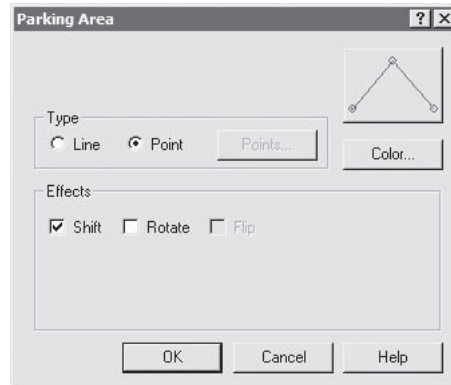 Parking Area
Type
Line Point Points...
Color...
Effects
Shift Rotate Flip
OK Cancel Help